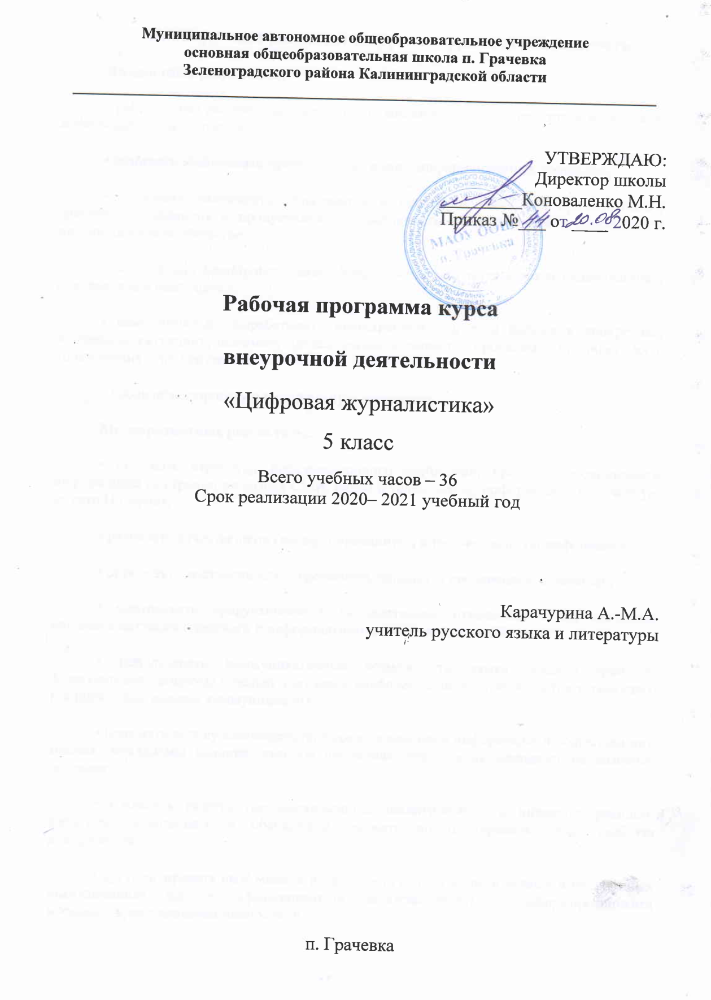 Муниципальное автономное общеобразовательное учреждение
основная общеобразовательная школа п. Грачевка
Зеленоградского района Калининградской области
УТВЕРЖДАЮ:
Директор школы
___________Коноваленко М.Н.
Приказ № 44 от 20.08 2020 г.
МАОУ ООШ
п. Грачевка
Рабочая программа курса
внеурочной деятельности
«Цифровая журналистика»
5 класс
Всего учебных часов – 36
Срок реализации 2020– 2021 учебный год
Карачурина А.-М.А.
учитель русского языка и литературы
п. Грачевка